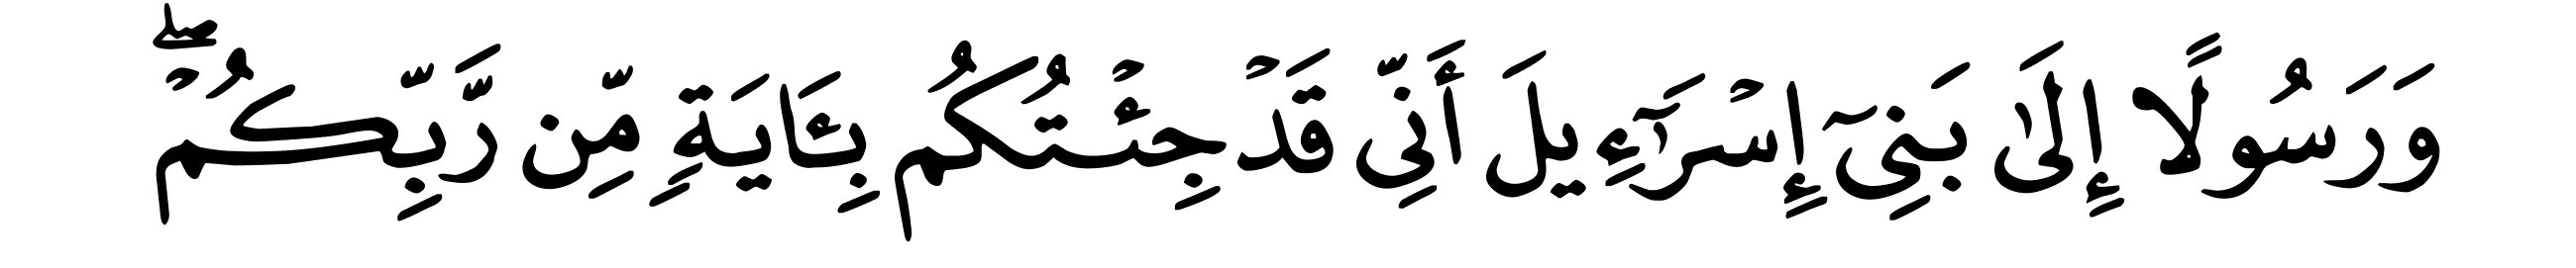 وَرَسُولًا إِلَىٰ بَنِىٓ إِسْرَٰٓءِيلَ أَنِّى قَدْ جِئْتُكُم بِـَٔايَةٍ مِّن رَّبِّكُمْ ۖ